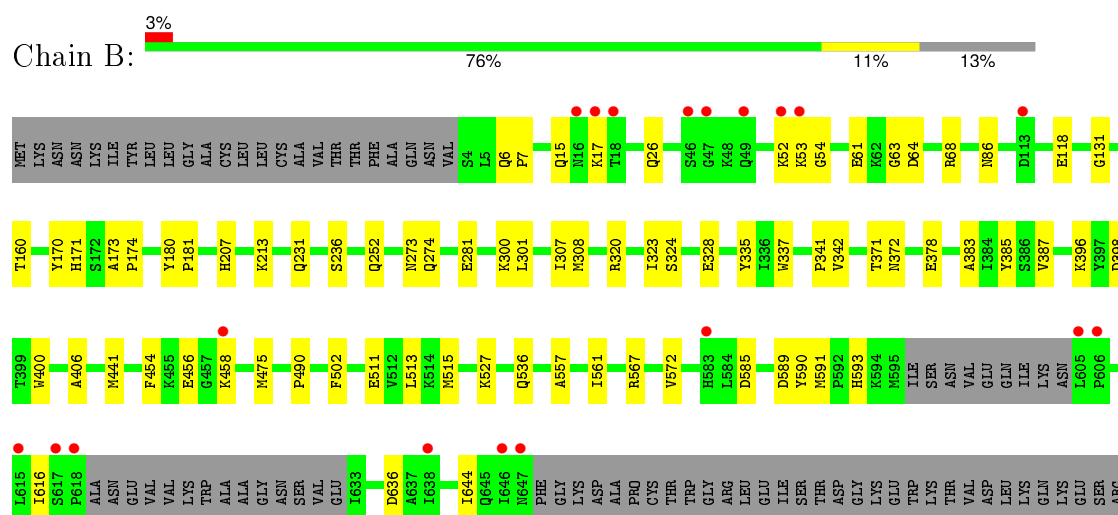 3%
Chain B:
76% 11% 13%
MET LYS ASN ASN LYS ILE TYR LEU LEU GLY ALA CYS LEU LEU CYS ALA VAL THR THR PHE ALA GLN ASN VAL S4 L5 Q6 P7 Q15 N16 K17 T18 Q26 S46 G47 K48 Q49 K52 K53 G54 E61 K62 G63 D64 R68 N86 D113 E118 G131
T160 Y170 H171 S172 A173 P174 Y180 P181 H207 K213 Q231 S236 Q252 N273 Q274 E281 K300 L301 I307 M308 R320 I323 S324 E328 Y335 I336 W337 P341 V342 T371 N372 E378 A383 I384 Y385 S386 V387 K396 Y397 D398
T399 W400 A406 M441 F454 K455 E456 G457 K458 M475 P490 F502 E511 V512 L513 K514 M515 K527 Q536 A557 I561 R567 V572 H583 L584 D585 D589 Y590 M591 P592 H593 K594 M595 ILE SER ASN VAL GLU GLN ILE LYS ASN L605 P606
L615 I616 S617 P618 ALA ASN GLU VAL VAL LYS TRP ALA ALA GLY ASN SER VAL GLU I633 D636 A637 I638 I644 Q645 I646 N647 PHE GLY LYS ASP ALA PRO CYS THR TRP GLY ARG LEU GLU ILE SER THR ASP GLY LYS GLU TRP LYS THR VAL ASP LEU LYS GLN LYS GLU SER ARG